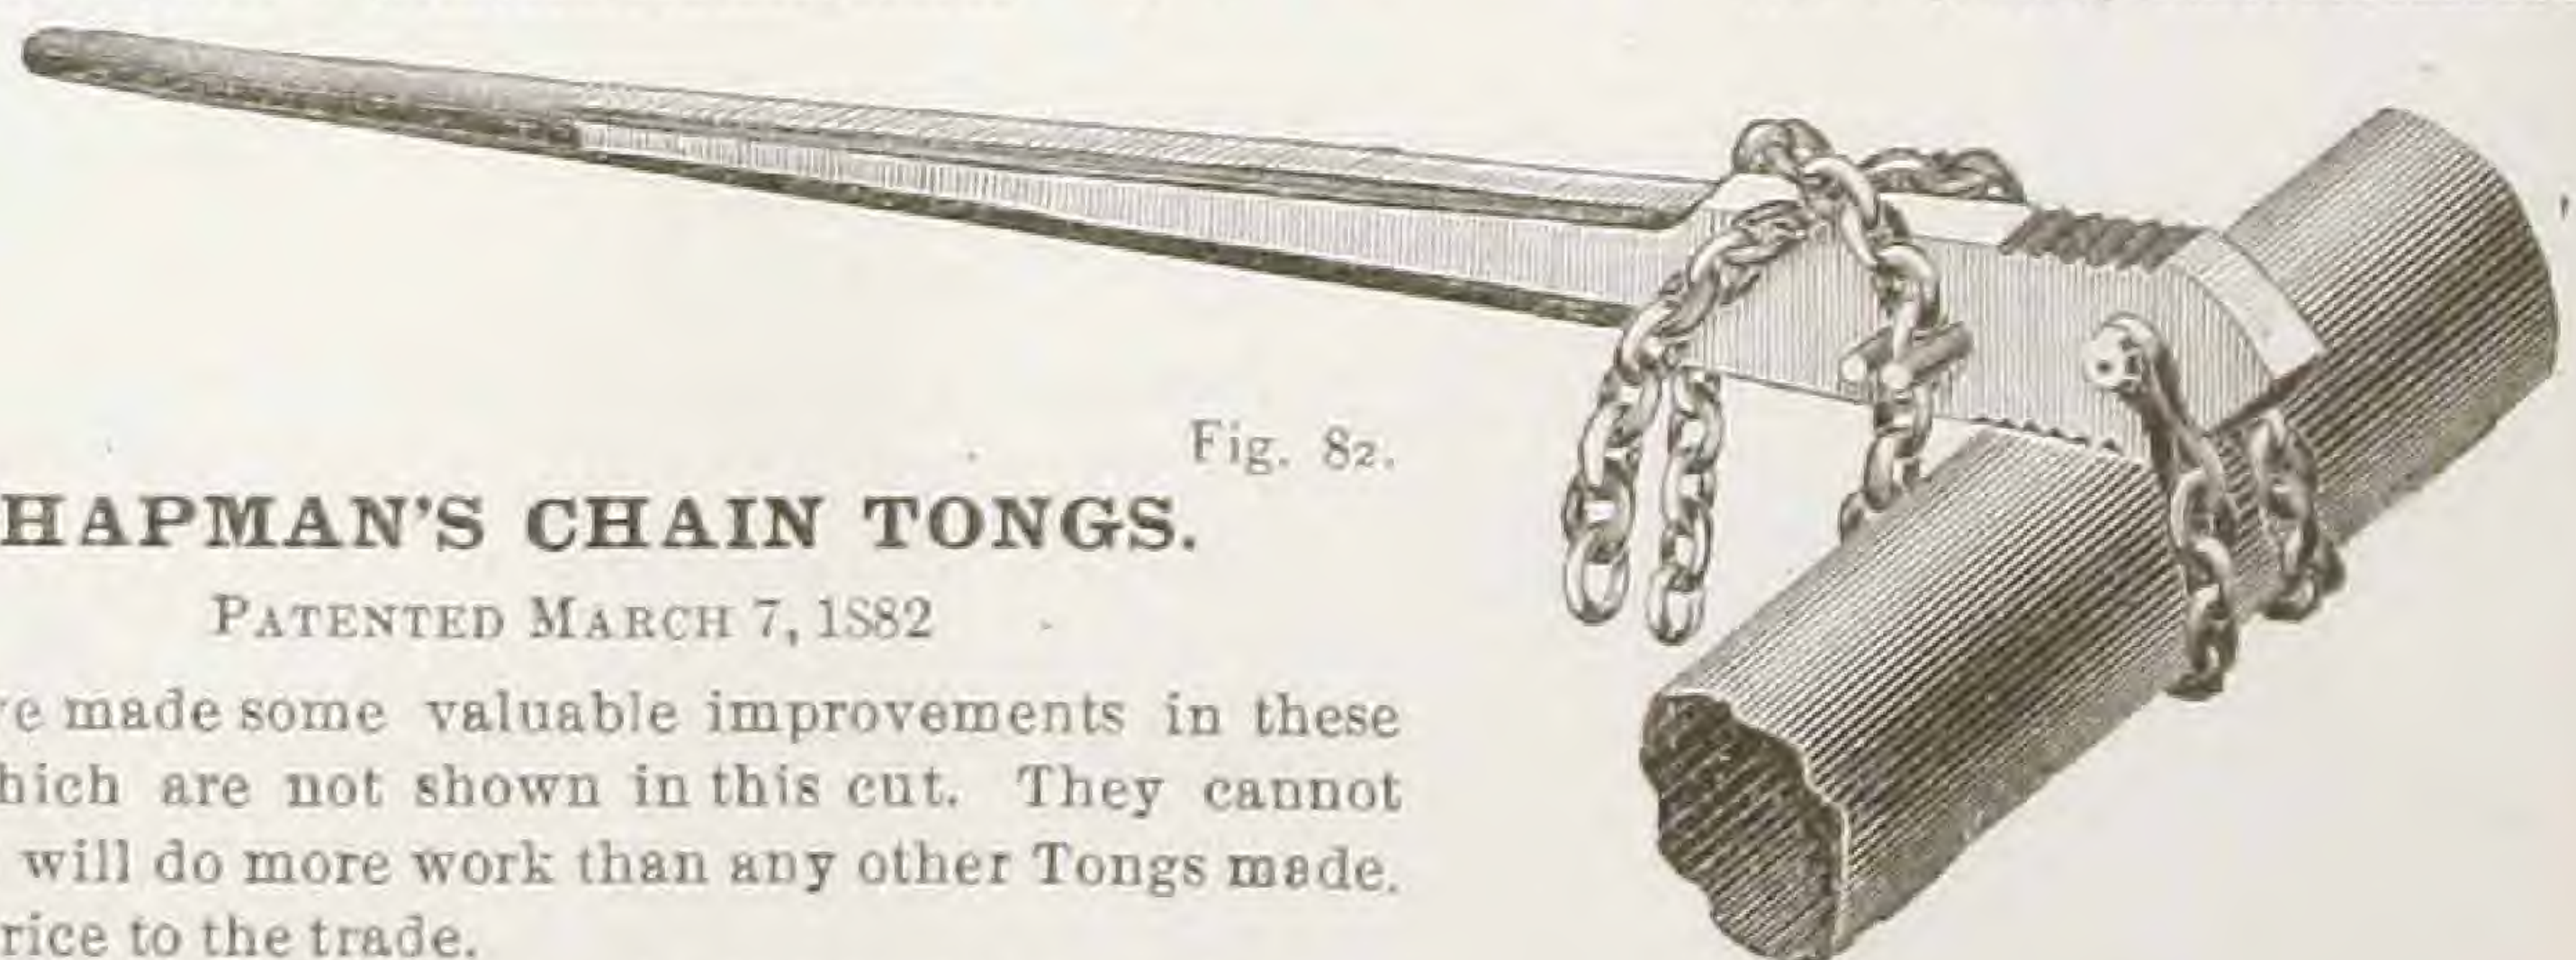 Fig. 82.
HAPMAN'S CHAIN TONGS.
PATENTED MARCH 7, 1882
e made some valuable improvements in these
hich are not shown in this cut. They cannot
will do more work than any other Tongs made.
rice to the trade.